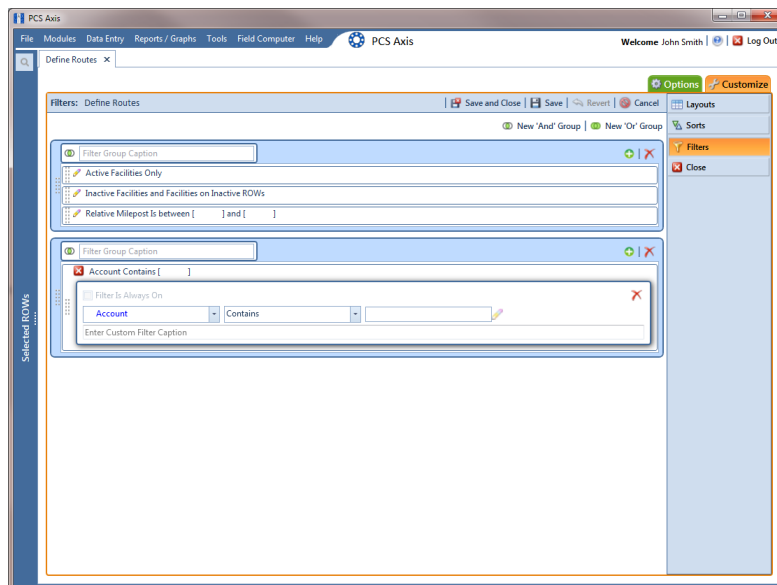 PCS Axis
File Modules Data Entry Reports / Graphs Tools Field Computer Help PCS Axis Welcome John Smith | Log Out
Define Routes
Options Customize
Filters: Define Routes | Save and Close | Save | Revert | Cancel
Layouts
New 'And' Group | New 'Or' Group
Sorts
Filters
Close
Filter Group Caption
Active Facilities Only
Inactive Facilities and Facilities on Inactive ROWs
Relative Milepost Is between [ ] and [ ]
Filter Group Caption
Account Contains [ ]
Filter Is Always On
Account Contains
Enter Custom Filter Caption
Selected ROWs